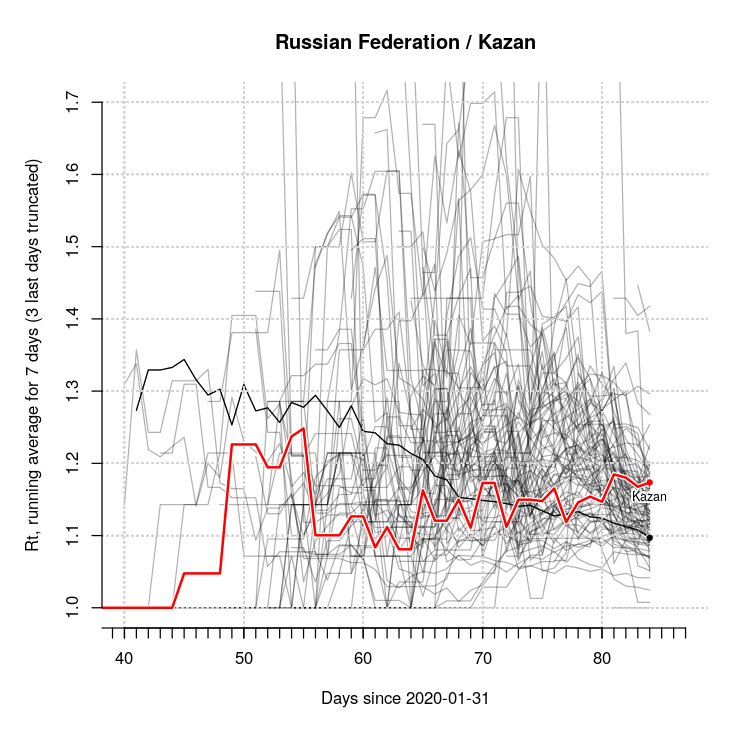 Russian Federation / Kazan
Rt, running average for 7 days (3 last days truncated)
1.7
1.6
1.5
1.4
1.3
1.2
1.1
1.0
Kazan
40 50 60 70 80
Days since 2020-01-31